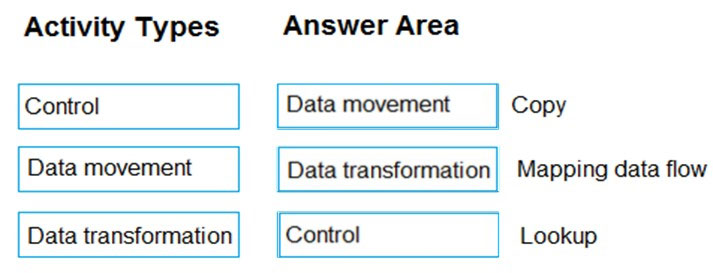 Activity Types Answer Area
Control Data movement Copy
Data movement Data transformation Mapping data flow
Data transformation Control Lookup